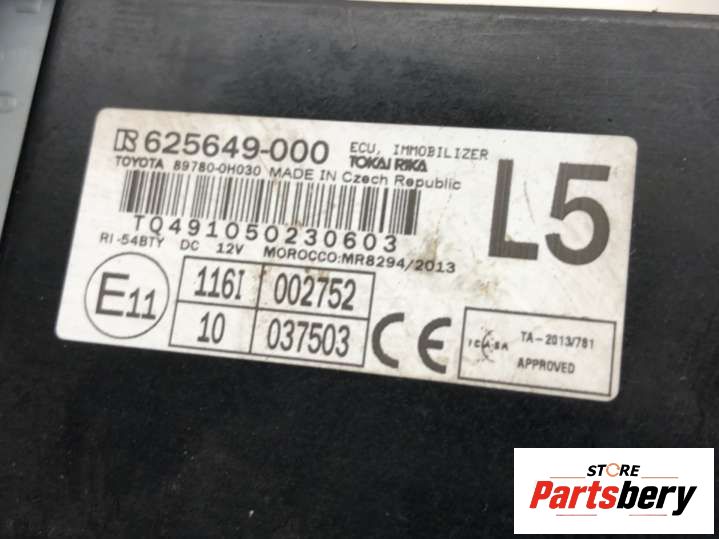 625649-000 ECU, IMMOBILIZER
TOKAI RIKA
TOYOTA 89780-0H030 MADE IN Czech Republic
L5
TQ491050230603
RI-54BTY DC 12V MOROCCO:MR8294/2013
E11
116I 002752
10 037503
CE
ICASA
TA-2013/781
APPROVED
STORE
Partsbery